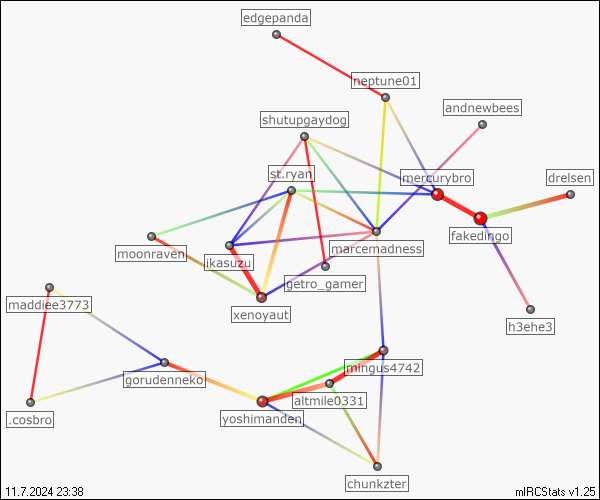 edgepanda
neptune01
andnewbees
shutupgaydog
st.ryan
mercurybro
drelsen
fakedingo
moonraven
ikasuzu
marcemadness
getro_gamer
xenoyaut
maddiee3773
h3ehe3
mingus4742
gorudenneko
altmile0331
.cosbro
yoshimanden
chunkzter
11.7.2024 23:38
mIRCStats v1.25